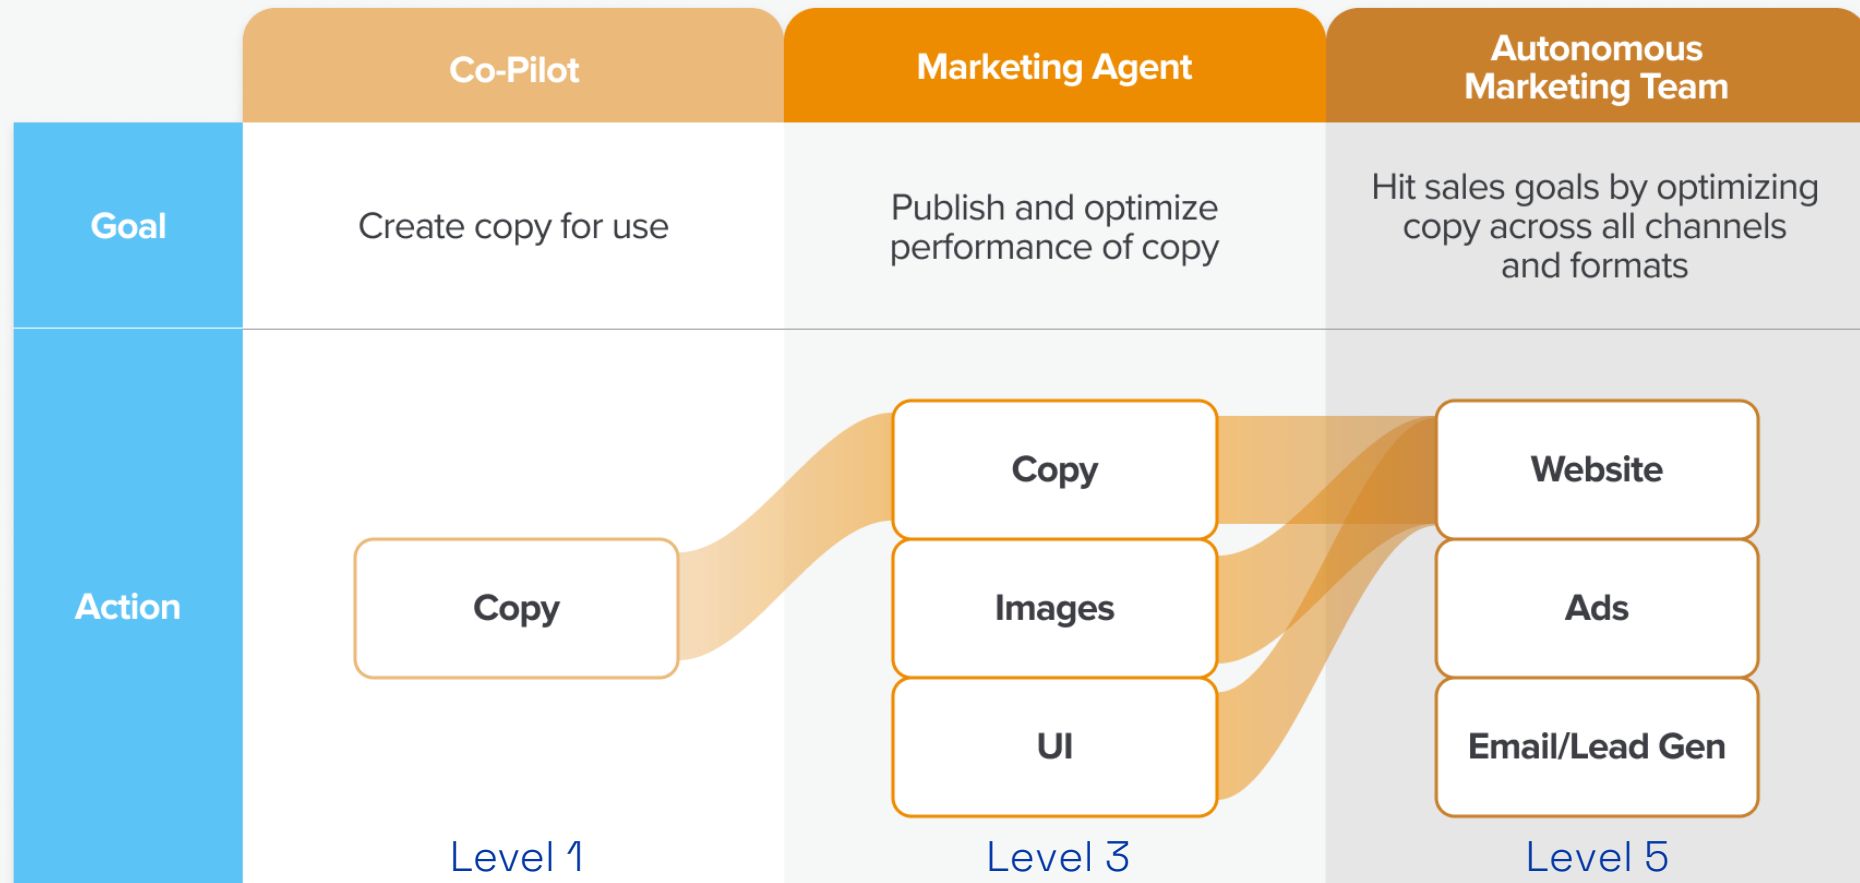 Co-Pilot
Marketing Agent
Autonomous
Marketing Team
Goal
Create copy for use
Publish and optimize
performance of copy
Hit sales goals by optimizing
copy across all channels
and formats
Action
Copy
Copy
Images
UI
Website
Ads
Email/Lead Gen
Level 1
Level 3
Level 5